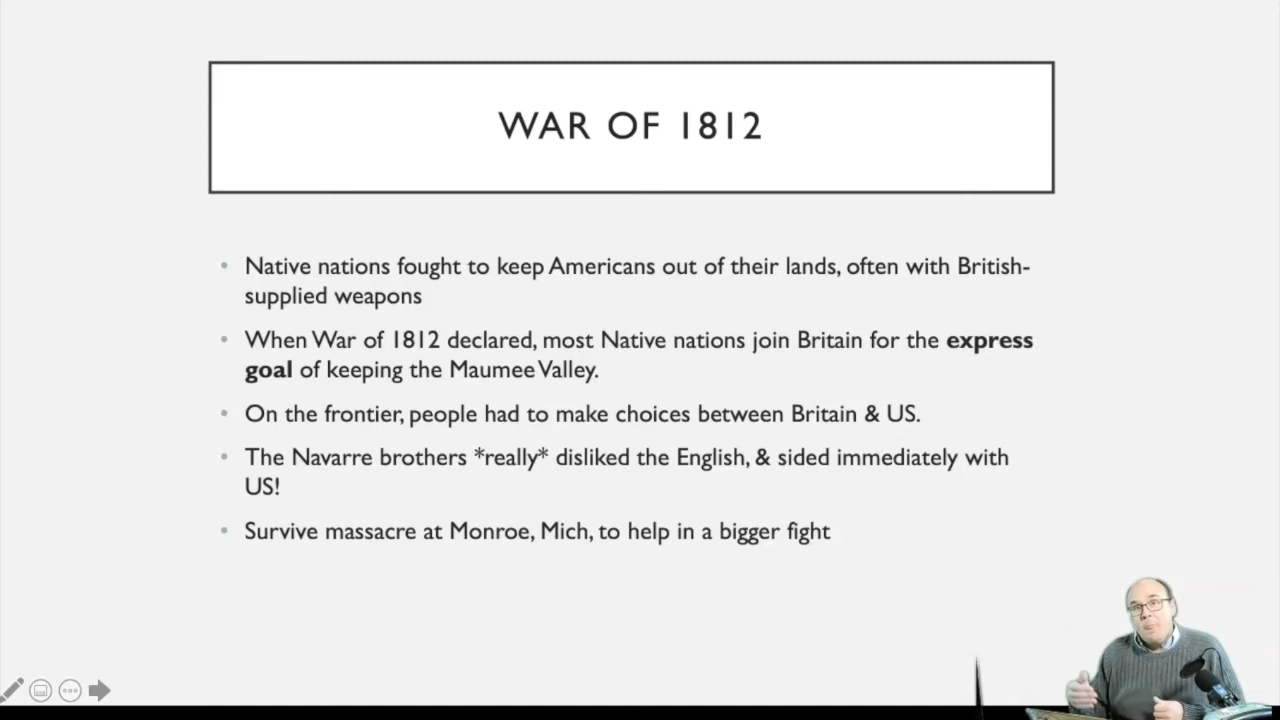 WAR OF 1812
• Native nations fought to keep Americans out of their lands, often with British-
supplied weapons
• When War of 1812 declared, most Native nations join Britain for the express
goal of keeping the Maumee Valley.
• On the frontier, people had to make choices between Britain & US.
• The Navarre brothers *really* disliked the English, & sided immediately with
US!
• Survive massacre at Monroe, Mich, to help in a bigger fight